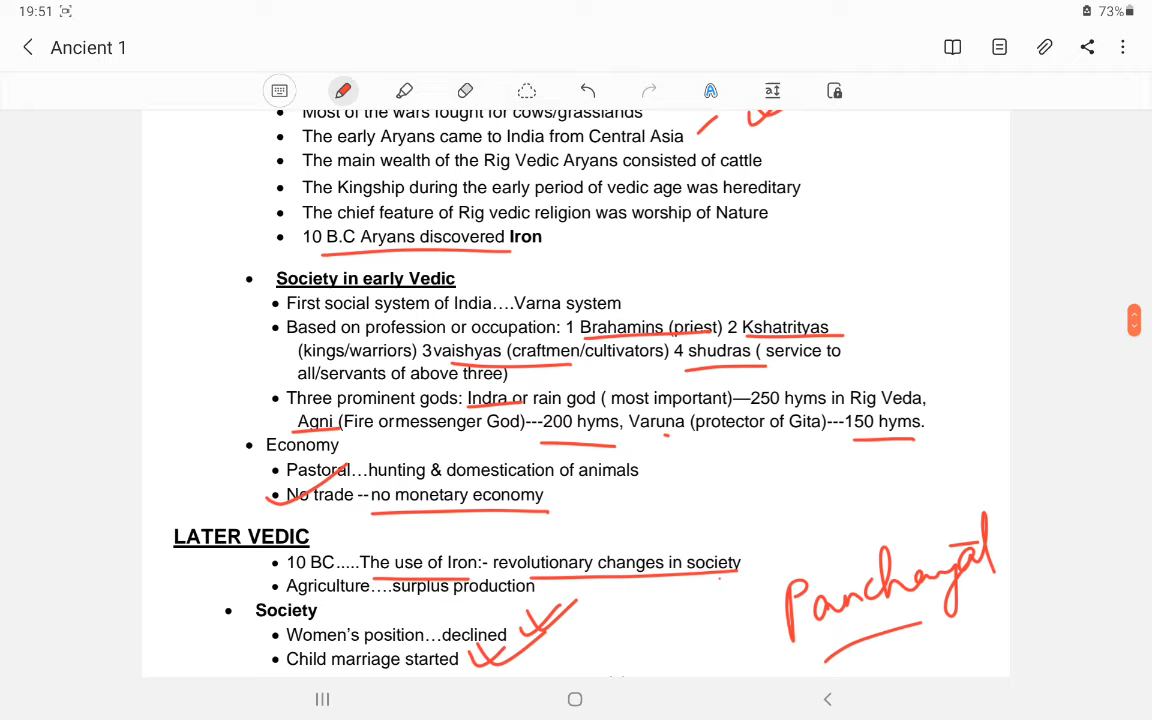 19:51 73%
Ancient 1
Most of the wars fought for cows/grasslands
The early Aryans came to India from Central Asia
The main wealth of the Rig Vedic Aryans consisted of cattle
The Kingship during the early period of vedic age was hereditary
The chief feature of Rig vedic religion was worship of Nature
10 B.C Aryans discovered Iron
Society in early Vedic
First social system of India....Varna system
Based on profession or occupation: 1 Brahamins (priest) 2 Kshatrityas
(kings/warriors) 3vaishyas (craftmen/cultivators) 4 shudras ( service to
all/servants of above three)
Three prominent gods: Indra or rain god ( most important)—250 hyms in Rig Veda,
Agni (Fire ormessenger God)---200 hyms, Varuna (protector of Gita)---150 hyms.
Economy
Pastoral…hunting & domestication of animals
No trade --no monetary economy
LATER VEDIC
10 BC.....The use of Iron:- revolutionary changes in society
Agriculture….surplus production
Society
Women's position…declined
Child marriage started